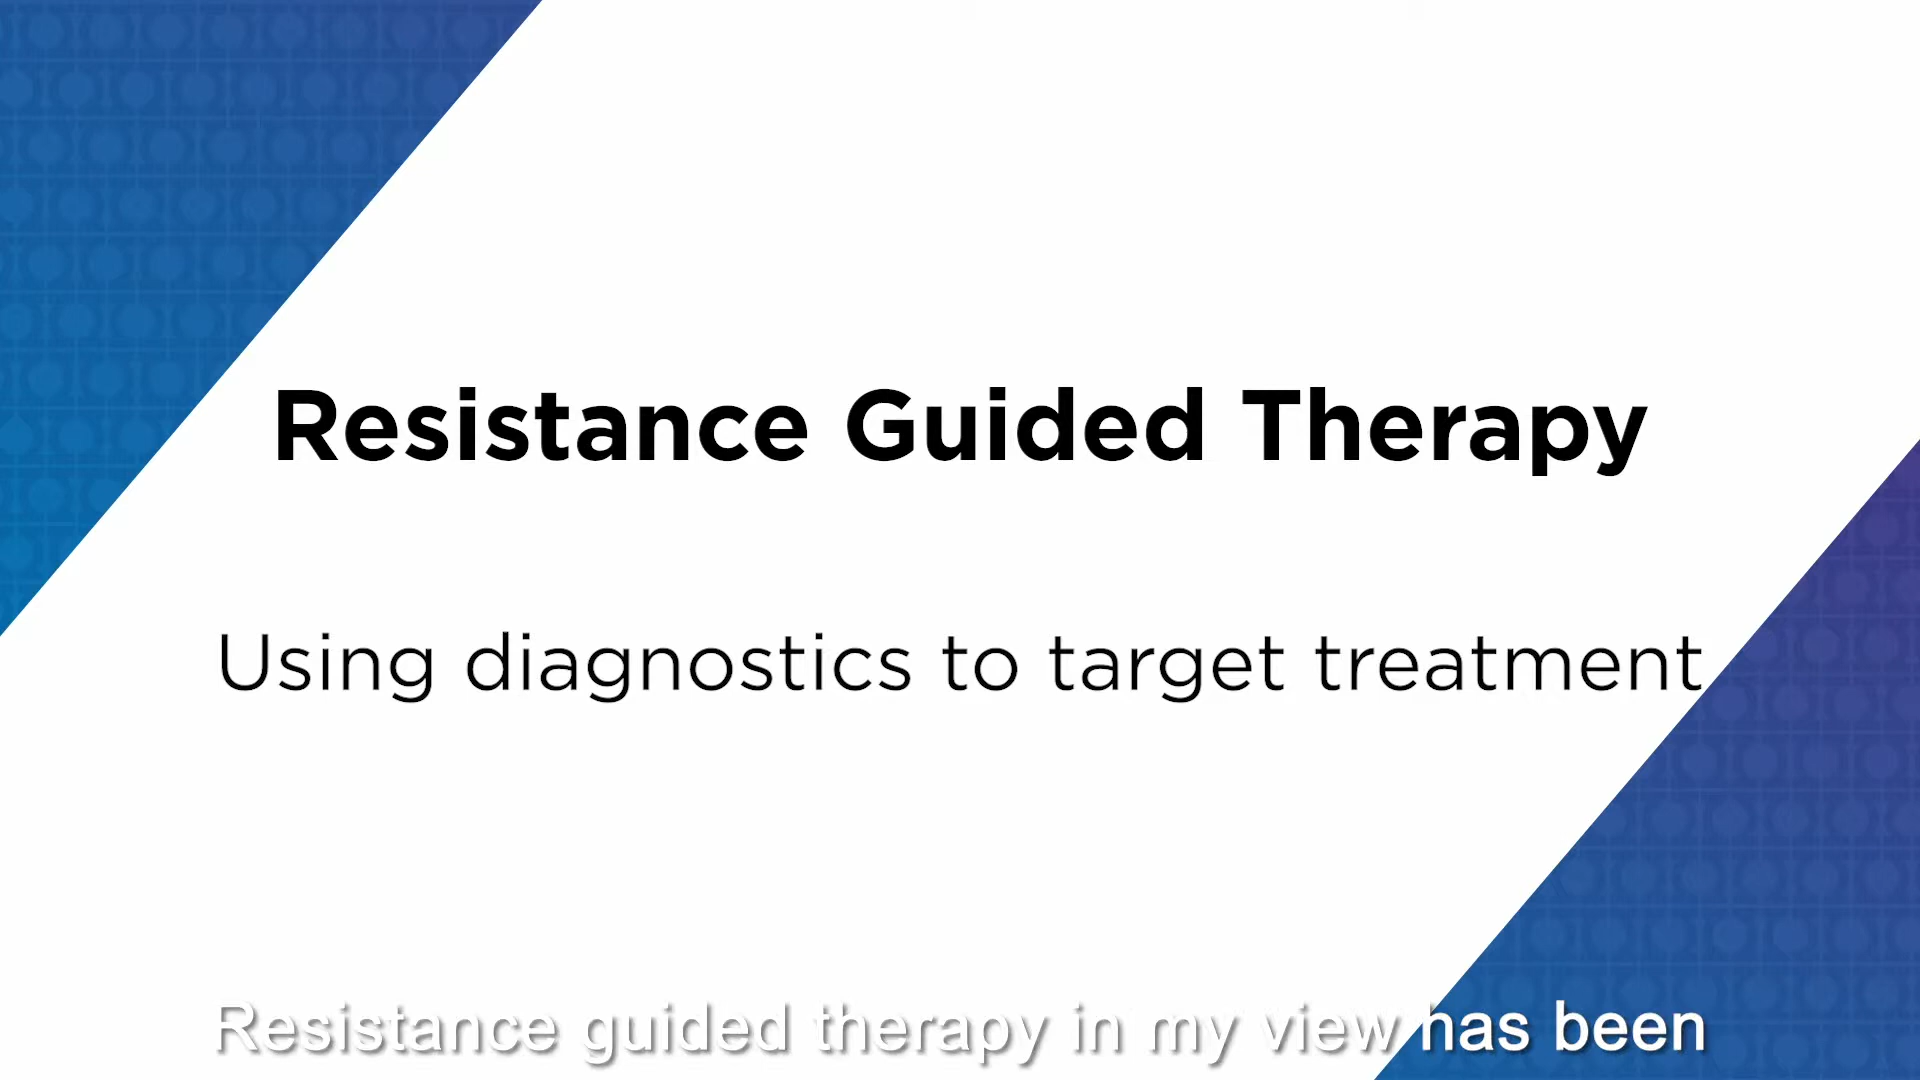 Resistance Guided Therapy
Using diagnostics to target treatment
Resistance guided therapy in my view has been